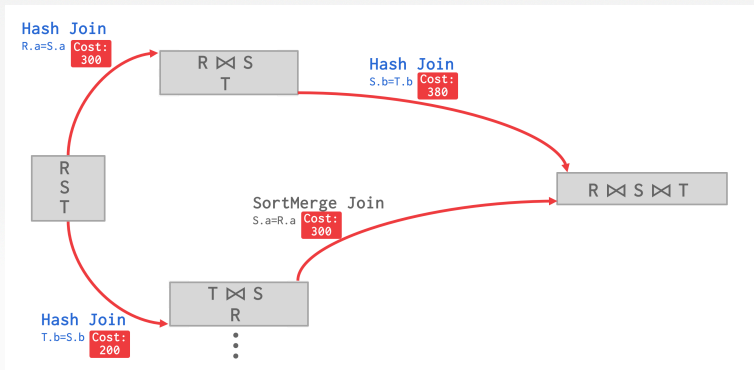 Hash Join
R.a=S.a
Cost:
300
R ⋈ S
T
Hash Join
S.b=T.b
Cost:
380
R
S
T
R ⋈ S ⋈ T
SortMerge Join
S.a=R.a
Cost:
300
T ⋈ S
R
Hash Join
T.b=S.b
Cost:
200